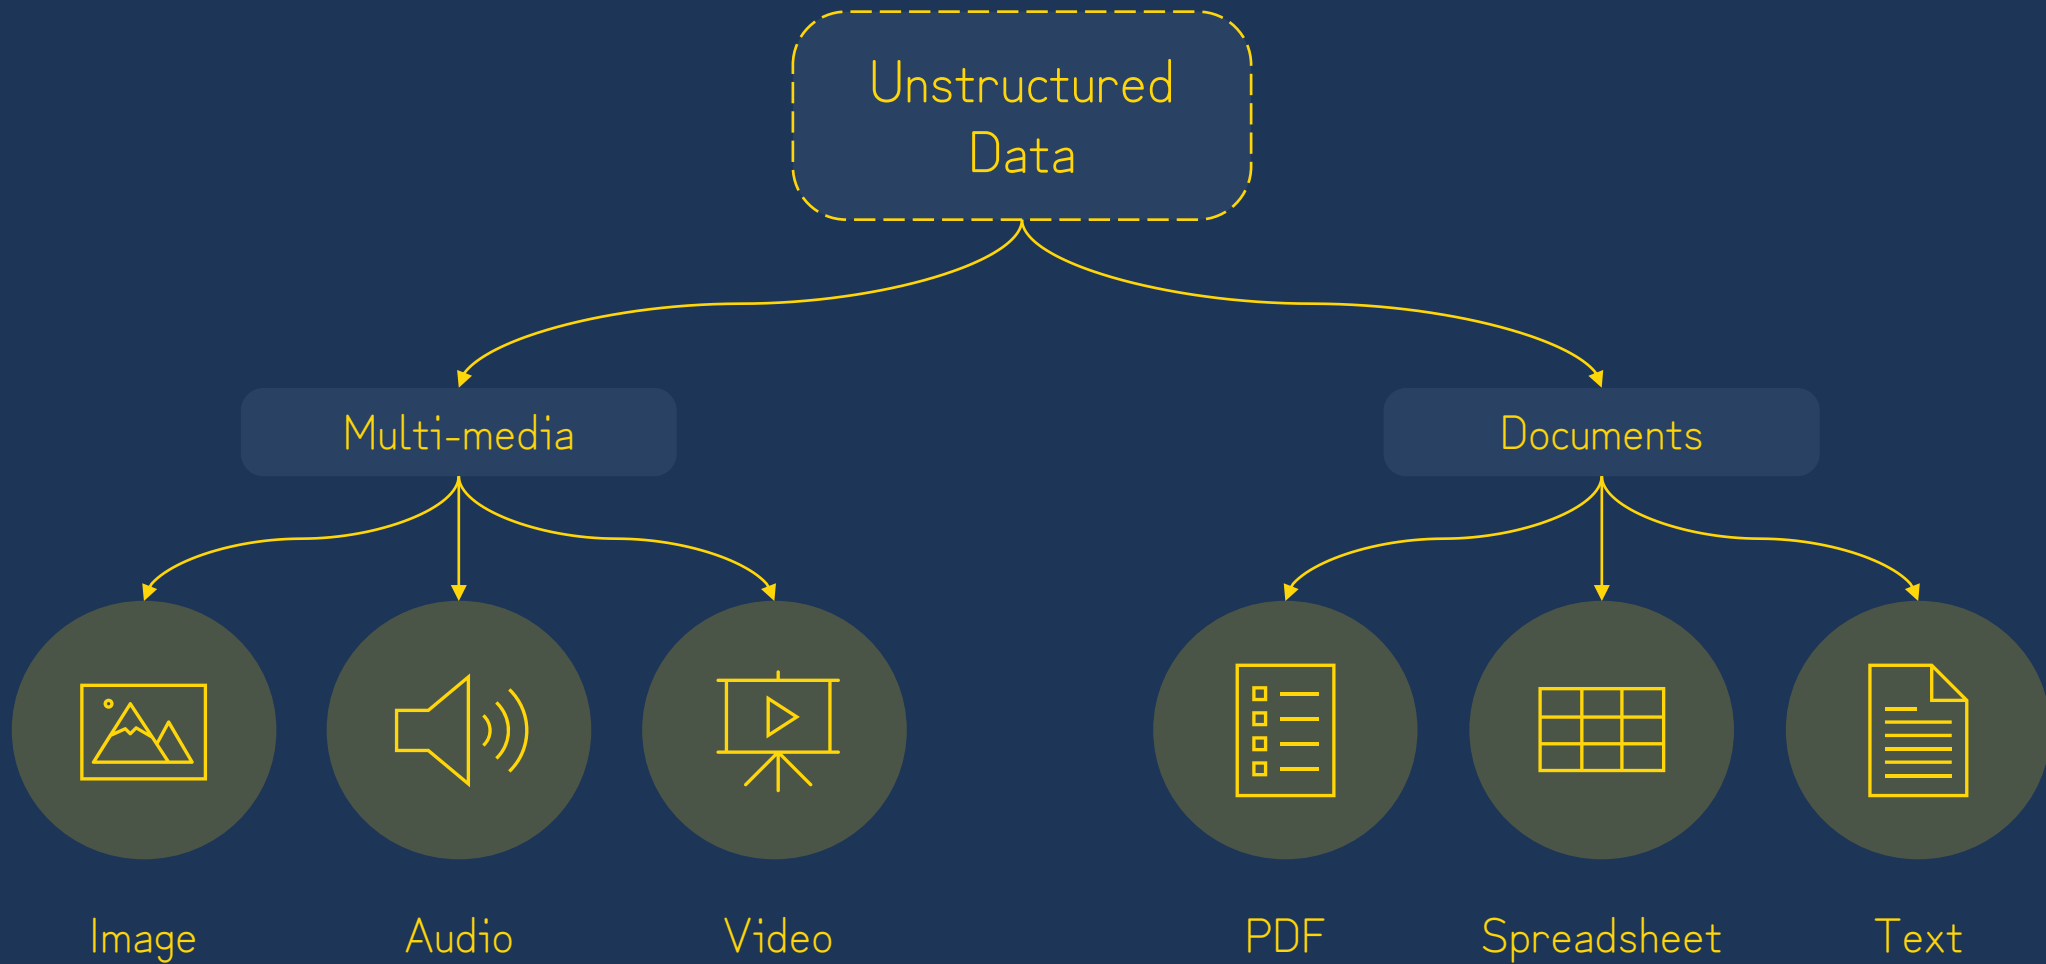 Unstructured
Data
Multi-media
Documents
Image
Audio
Video
PDF
Spreadsheet
Text